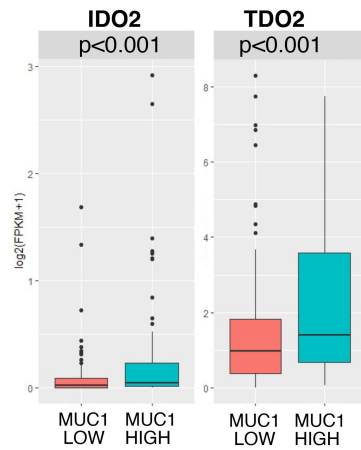 IDO2
TDO2
p<0.001
p<0.001
log2(FPKM+1)
3
2
1
0
8
6
4
2
0
MUC1
LOW
MUC1
HIGH
MUC1
LOW
MUC1
HIGH